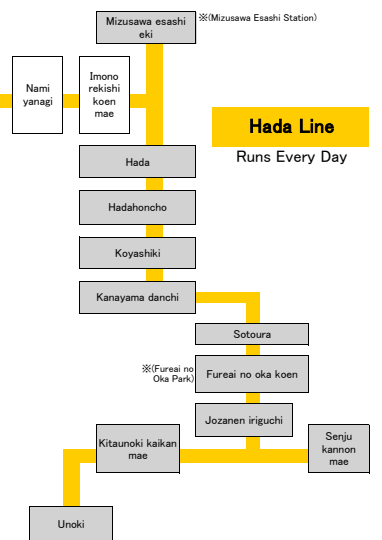 Mizusawa esashi
eki
※(Mizusawa Esashi Station)
Nami
yanagi
Imono
rekishi
koen
mae
Hada Line
Runs Every Day
Hada
Hadahoncho
Koyashiki
Kanayama danchi
Sotoura
※(Fureai no
Oka Park)
Fureai no oka koen
Jozanen iriguchi
Kitaunoki kaikan
mae
Senju
kannon
mae
Unoki